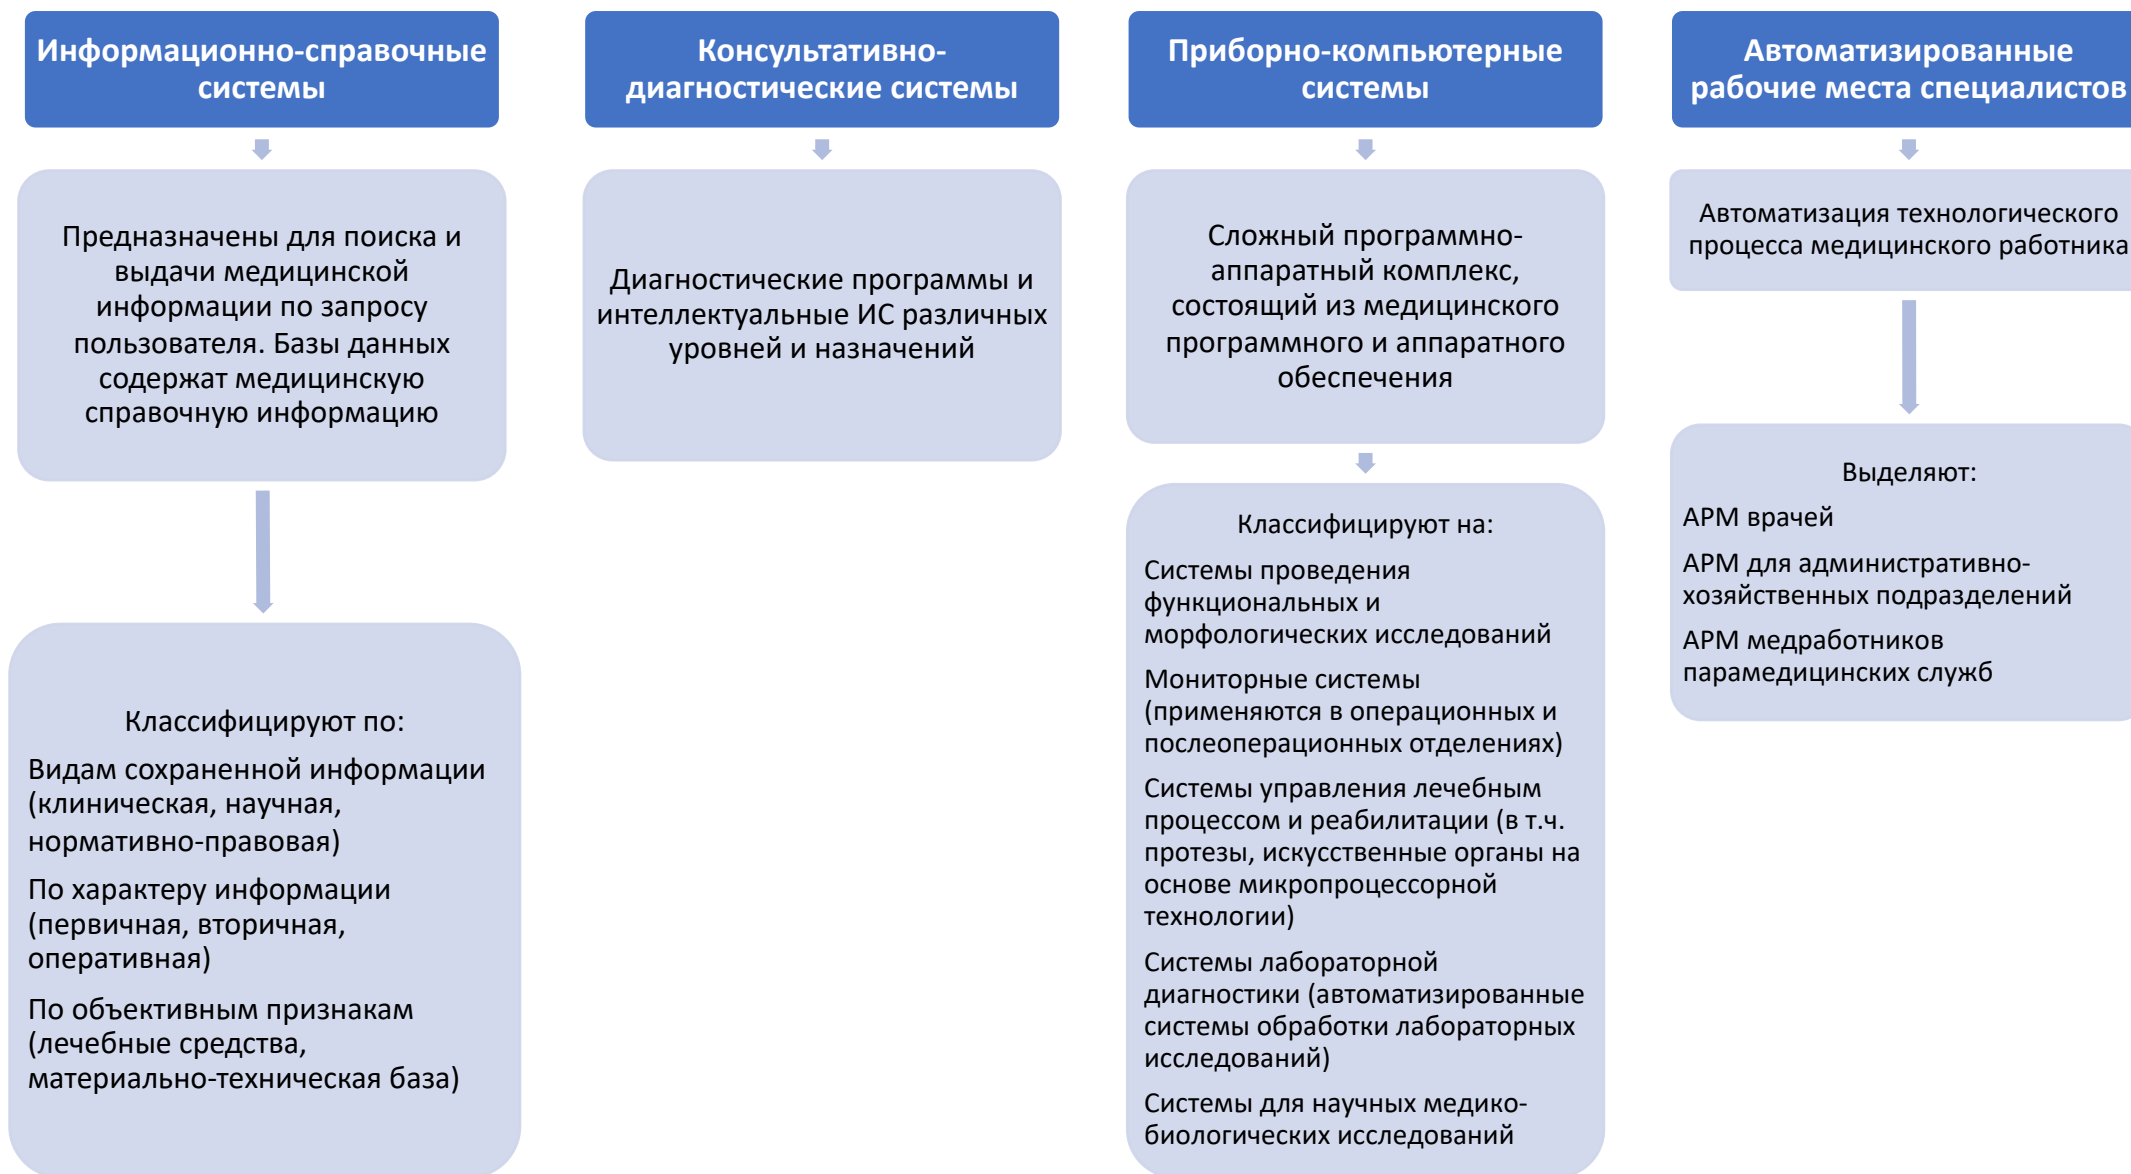 Информационно-справочные
системы
Предназначены для поиска и
выдачи медицинской
информации по запросу
пользователя. Базы данных
содержат медицинскую
справочную информацию
Классифицируют по:
Видам сохраненной информации
(клиническая, научная,
нормативно-правовая)
По характеру информации
(первичная, вторичная,
оперативная)
По объективным признакам
(лечебные средства,
материально-техническая база)
Консультативно-
диагностические системы
Диагностические программы и
интеллектуальные ИС различных
уровней и назначений
Приборно-компьютерные
системы
Сложный программно-
аппаратный комплекс,
состоящий из медицинского
программного и аппаратного
обеспечения
Классифицируют на:
Системы проведения
функциональных и
морфологических исследований
Мониторные системы
(применяются в операционных и
послеоперационных отделениях)
Системы управления лечебным
процессом и реабилитации (в т.ч.
протезы, искусственные органы на
основе микропроцессорной
технологии)
Системы лабораторной
диагностики (автоматизированные
системы обработки лабораторных
исследований)
Системы для научных медико-
биологических исследований
Автоматизированные
рабочие места специалистов
Автоматизация технологического
процесса медицинского работника
Выделяют:
АРМ врачей
АРМ для административно-
хозяйственных подразделений
АРМ медработников
парамедицинских служб